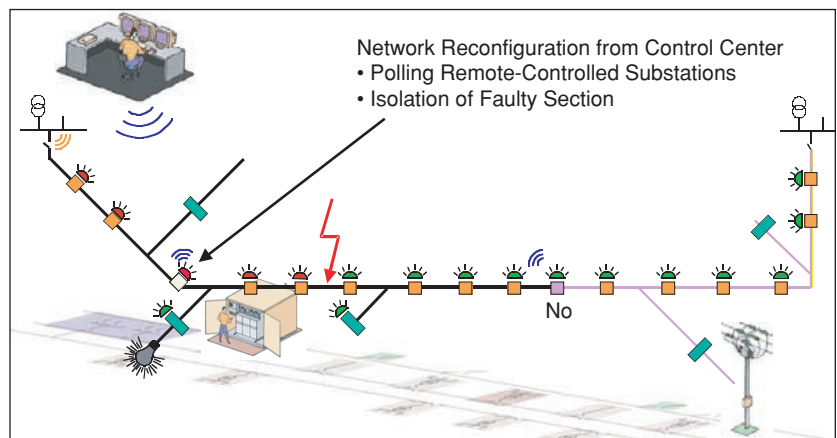 Network Reconfiguration from Control Center
• Polling Remote-Controlled Substations
• Isolation of Faulty Section
No